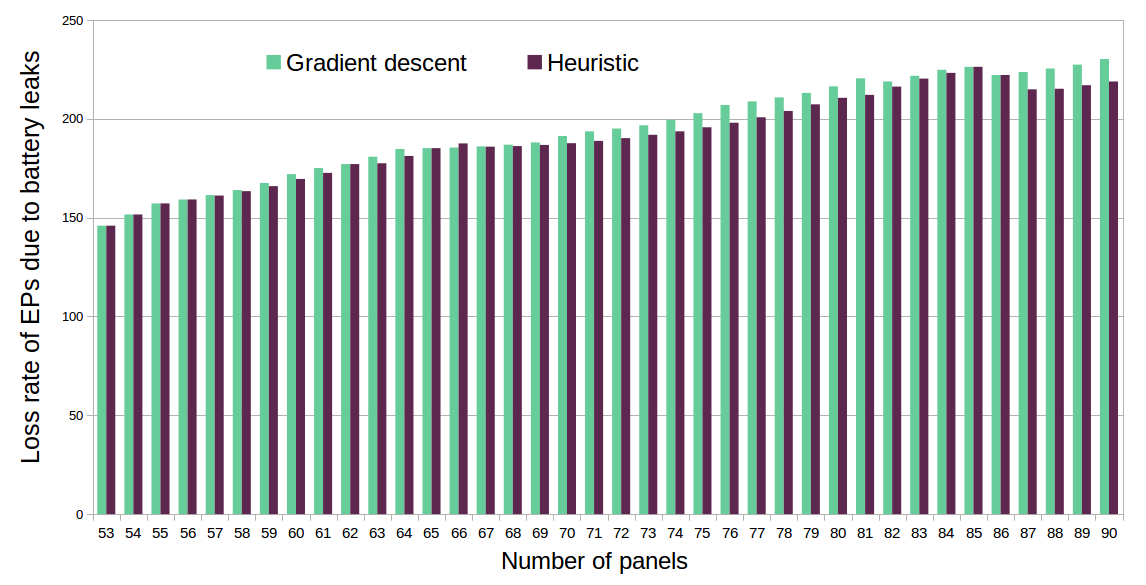 Loss rate of EPs due to battery leaks
250
200
150
100
50
0
Gradient descent Heuristic
53 54 55 56 57 58 59 60 61 62 63 64 65 66 67 68 69 70 71 72 73 74 75 76 77 78 79 80 81 82 83 84 85 86 87 88 89 90
Number of panels